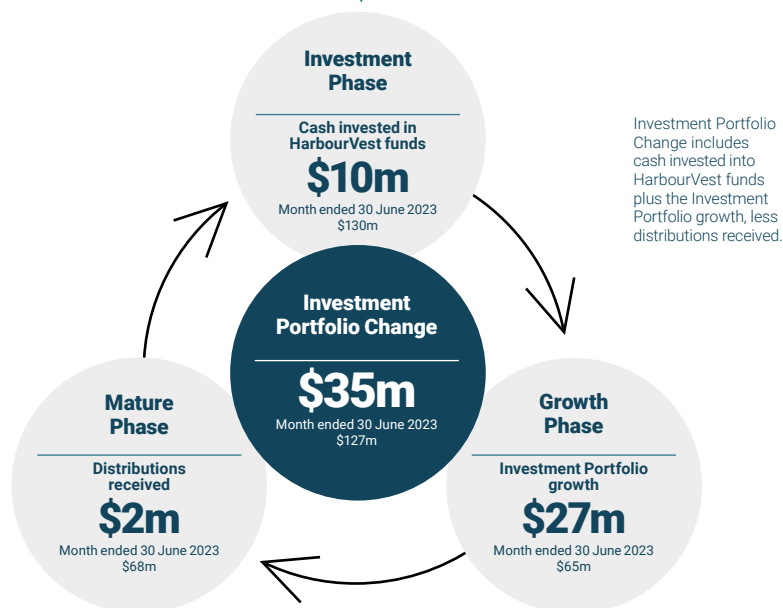 Investment
Phase
Cash invested in
HarbourVest funds
$10m
Month ended 30 June 2023
$130m
Investment Portfolio
Change includes
cash invested into
HarbourVest funds
plus the Investment
Portfolio growth, less
distributions received.
Investment
Portfolio Change
$35m
Month ended 30 June 2023
$127m
Mature
Phase
Distributions
received
$2m
Month ended 30 June 2023
$68m
Growth
Phase
Investment Portfolio
growth
$27m
Month ended 30 June 2023
$65m